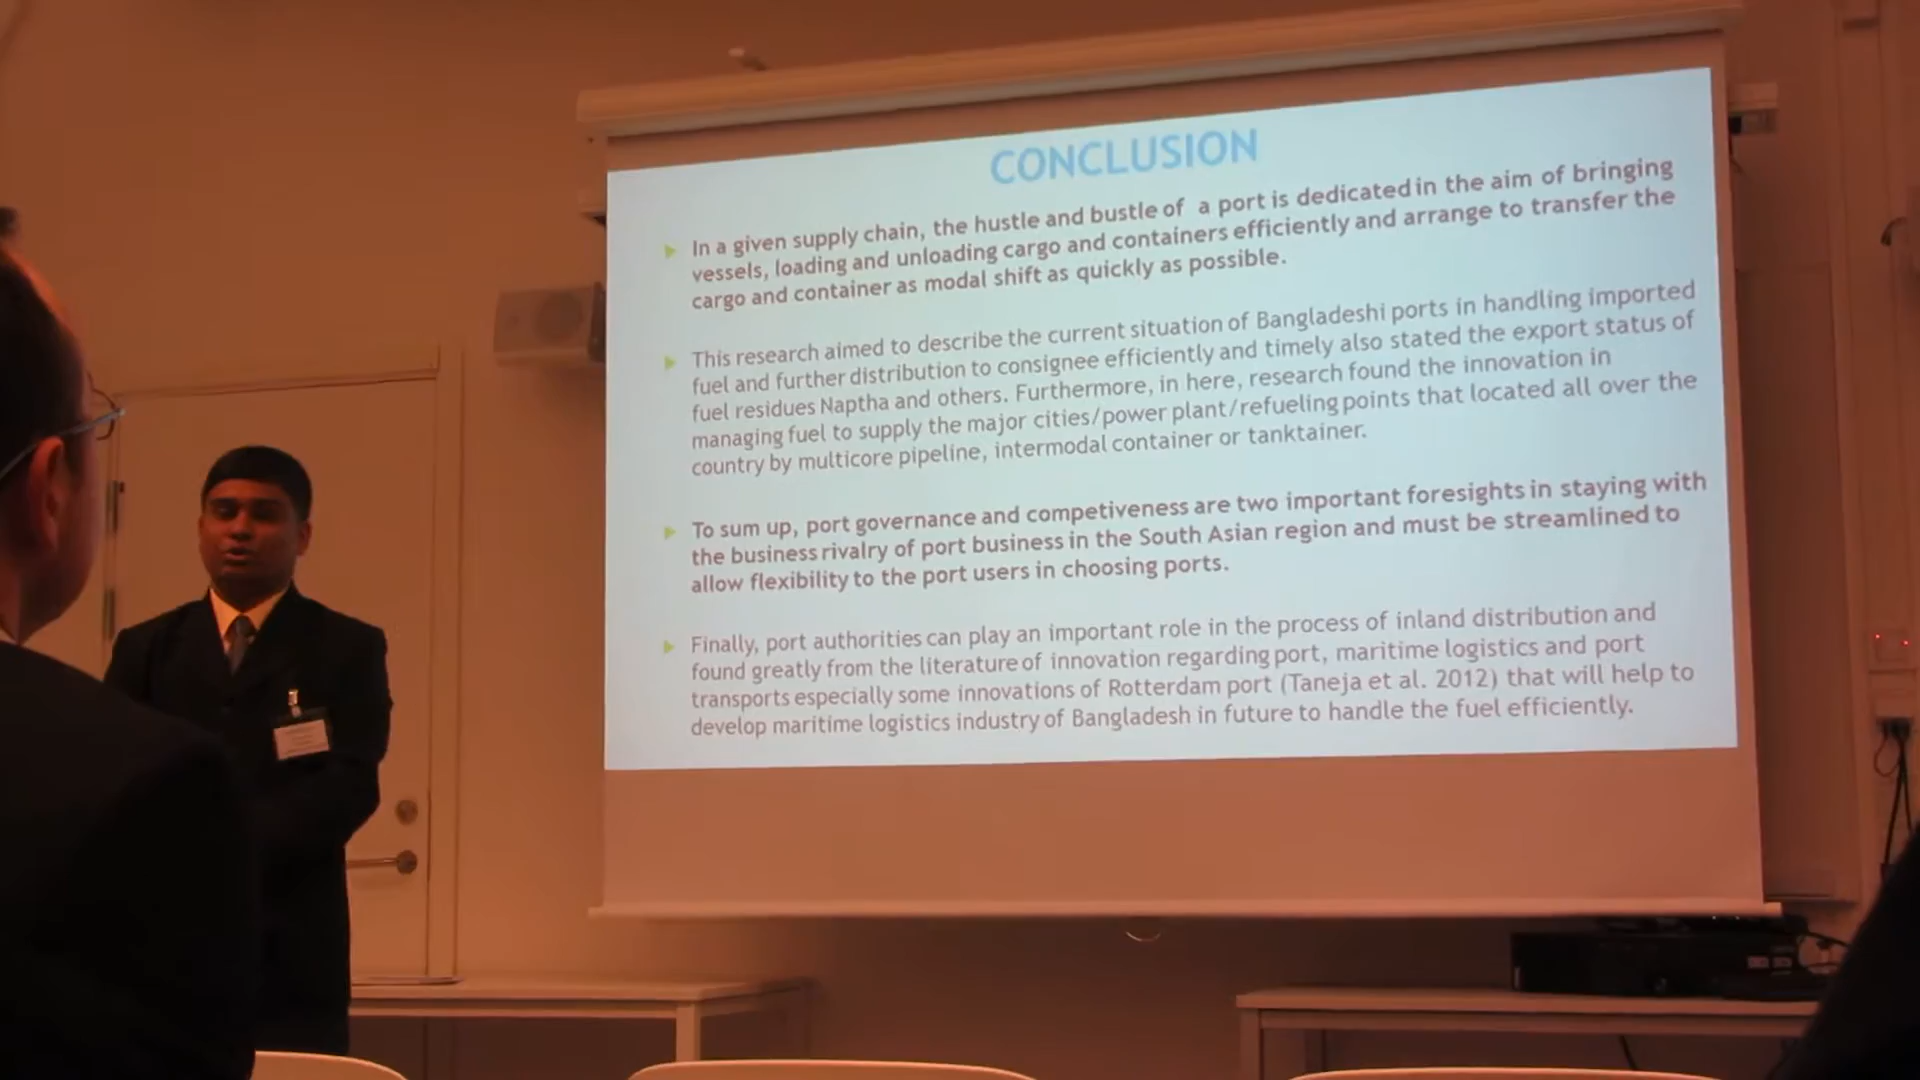 CONCLUSION
In a given supply chain, the hustle and bustle of a port is dedicated in the aim of bringing
vessels, loading and unloading cargo and containers efficiently and arrange to transfer the
cargo and container as modal shift as quickly as possible.
This research aimed to describe the current situation of Bangladeshi ports in handling imported
fuel and further distribution to consignee efficiently and timely also stated the export status of
fuel residues Naptha and others. Furthermore, in here, research found the innovation in
managing fuel to supply the major cities/power plant/refueling points that located all over the
country by multicore pipeline, intermodal container or tanktainer.
To sum up, port governance and competiveness are two important foresights in staying with
the business rivalry of port business in the South Asian region and must be streamlined to
allow flexibility to the port users in choosing ports.
Finally, port authorities can play an important role in the process of inland distribution and
found greatly from the literature of innovation regarding port, maritime logistics and port
transports especially some innovations of Rotterdam port (Taneja et al. 2012) that will help to
develop maritime logistics industry of Bangladesh in future to handle the fuel efficiently.